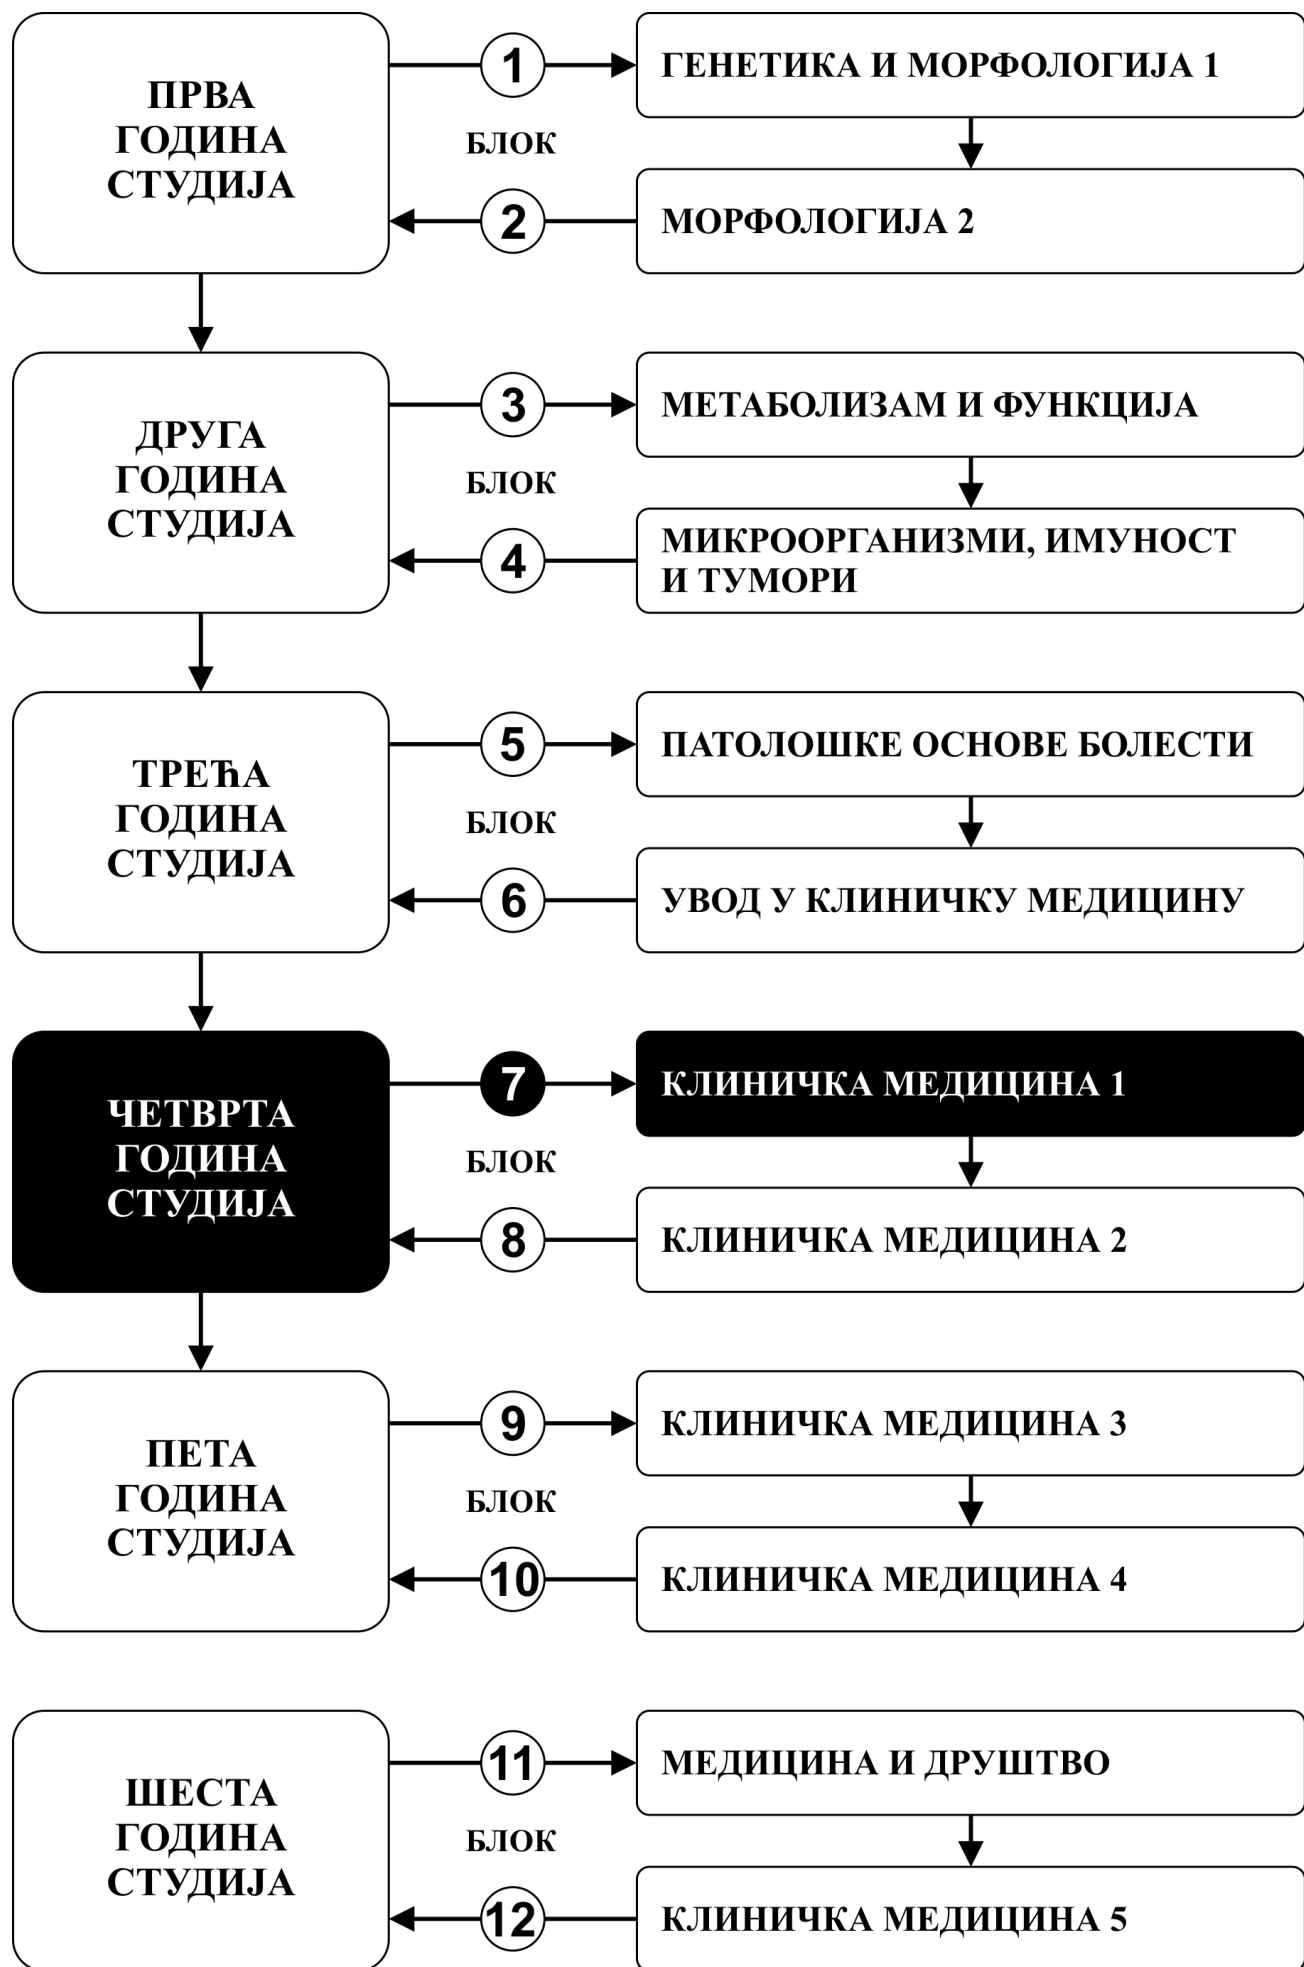 ПРВА
ГОДИНА
СТУДИЈА
1
БЛОК
2
ГЕНЕТИКА И МОРФОЛОГИЈА 1
МОРФОЛОГИЈА 2
ДРУГА
ГОДИНА
СТУДИЈА
3
БЛОК
4
МЕТАБОЛИЗАМ И ФУНКЦИЈА
МИКРООРГАНИЗМИ, ИМУНОСТ
И ТУМОРИ
ТРЕЋА
ГОДИНА
СТУДИЈА
5
БЛОК
6
ПАТОЛОШКЕ ОСНОВЕ БОЛЕСТИ
УВОД У КЛИНИЧКУ МЕДИЦИНУ
ЧЕТВРТА
ГОДИНА
СТУДИЈА
7
БЛОК
8
КЛИНИЧКА МЕДИЦИНА 1
КЛИНИЧКА МЕДИЦИНА 2
ПЕТА
ГОДИНА
СТУДИЈА
9
БЛОК
10
КЛИНИЧКА МЕДИЦИНА 3
КЛИНИЧКА МЕДИЦИНА 4
ШЕСТА
ГОДИНА
СТУДИЈА
11
БЛОК
12
МЕДИЦИНА И ДРУШТВО
КЛИНИЧКА МЕДИЦИНА 5